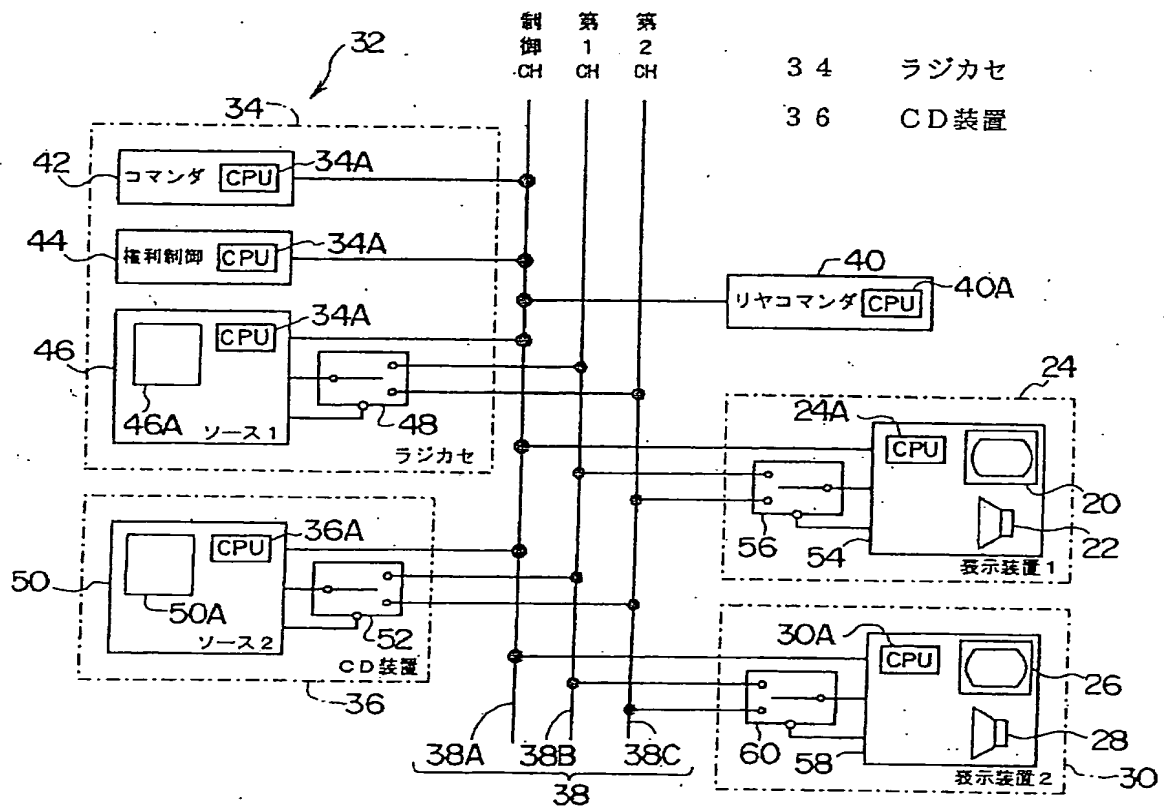 制御CH
第1CH
第2CH
32
34 ラジカセ
36 CD装置
34
42
コマンダ CPU
34A
44
権利制御 CPU
34A
40
リヤコマンダ CPU
40A
46
CPU
34A
46A
ソース1
48
ラジカセ
24
24A
CPU
20
56
54
22
表示装置1
50
CPU
36A
50A
ソース2
52
CD装置
36
30A
CPU
26
60
58
28
表示装置2
30
38A
38B
38C
38